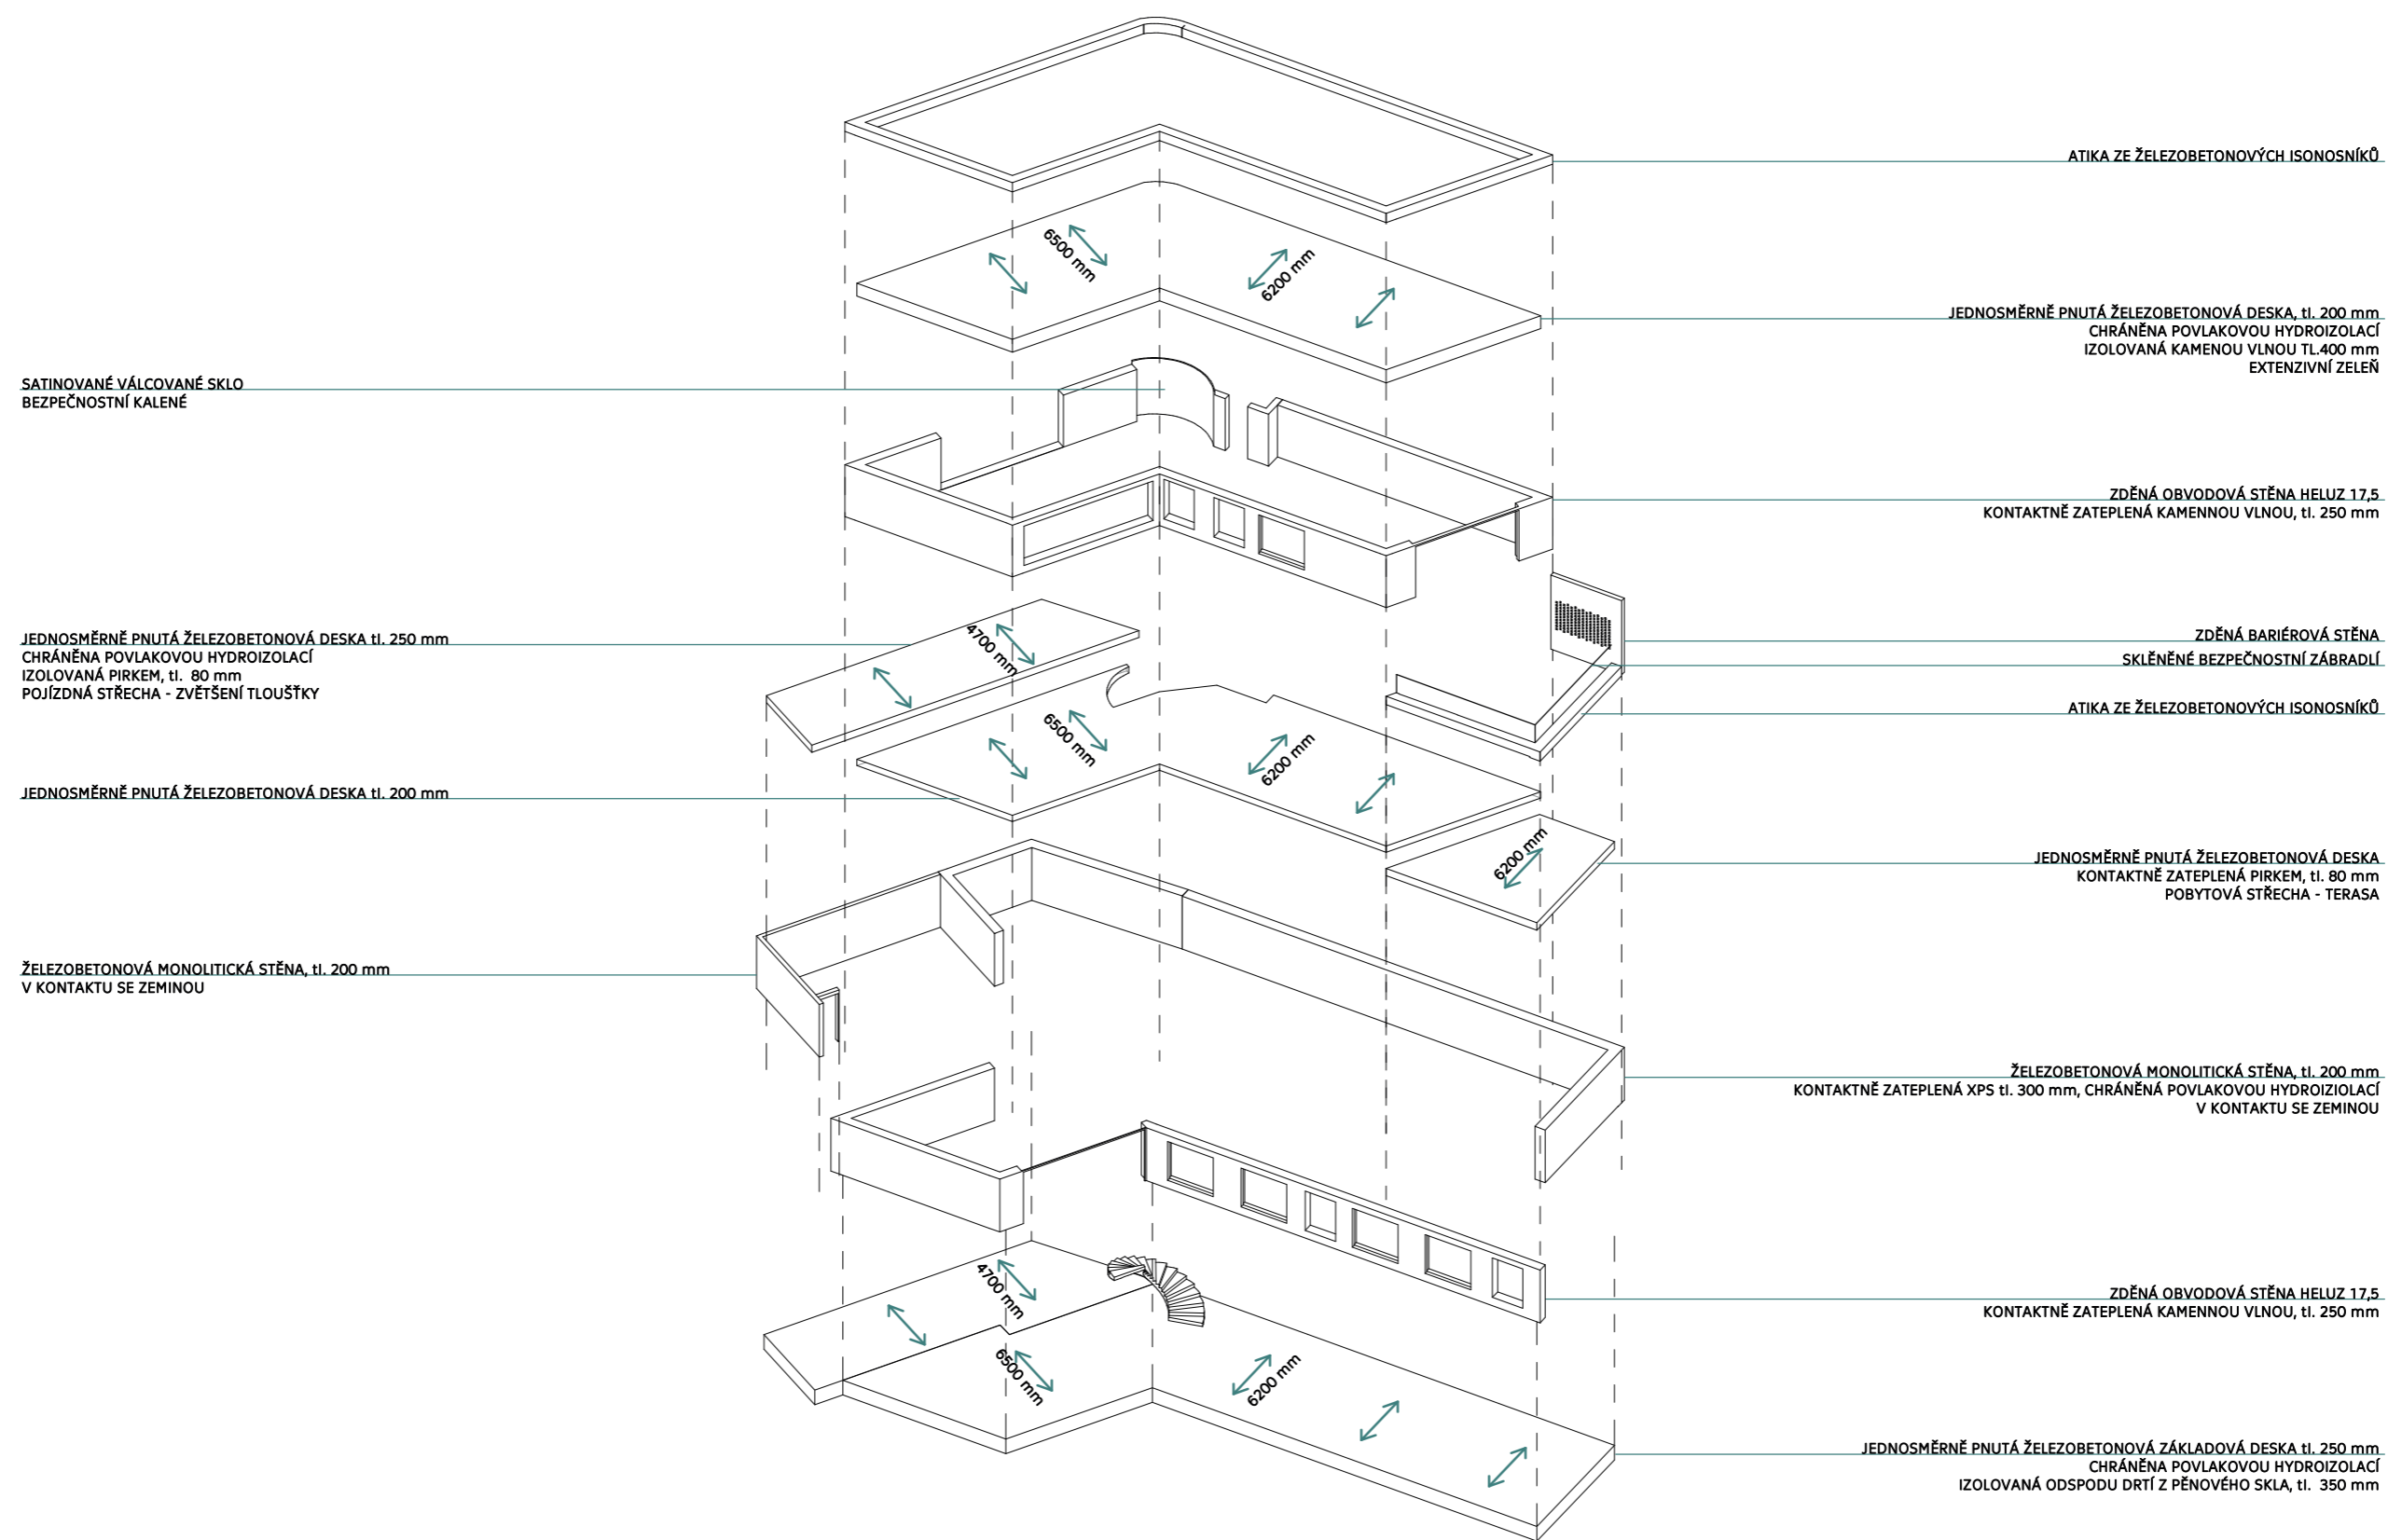 ATIKA ZE ŽELEZOBETONOVÝCH ISONOSNÍKŮ
6500 mm
6200 mm
JEDNOSMĚRNĚ PNUTÁ ŽELEZOBETONOVÁ DESKA, tl. 200 mm
CHRÁNĚNA POVLAKOVOU HYDROIZOLACÍ
IZOLOVANÁ KAMENOU VLNOU TL.400 mm
EXTENZIVNÍ ZELEŇ
SATINOVANÉ VÁLCOVANÉ SKLO
BEZPEČNOSTNÍ KALENÉ
ZDĚNÁ OBVODOVÁ STĚNA HELUZ 17,5
KONTAKTNĚ ZATEPLENÁ KAMENNOU VLNOU, tl. 250 mm
JEDNOSMĚRNĚ PNUTÁ ŽELEZOBETONOVÁ DESKA tl. 250 mm
CHRÁNĚNA POVLAKOVOU HYDROIZOLACÍ
IZOLOVANÁ PIRKEM, tl. 80 mm
POJÍZDNÁ STŘECHA - ZVĚTŠENÍ TLOUŠŤKY
4700 mm
ZDĚNÁ BARIÉROVÁ STĚNA
SKLĚNĚNÉ BEZPEČNOSTNÍ ZÁBRADLÍ
ATIKA ZE ŽELEZOBETONOVÝCH ISONOSNÍKŮ
6500 mm
6200 mm
JEDNOSMĚRNĚ PNUTÁ ŽELEZOBETONOVÁ DESKA tl. 200 mm
6200 mm
JEDNOSMĚRNĚ PNUTÁ ŽELEZOBETONOVÁ DESKA
KONTAKTNĚ ZATEPLENÁ PIRKEM, tl. 80 mm
POBYTOVÁ STŘECHA - TERASA
ŽELEZOBETONOVÁ MONOLITICKÁ STĚNA, tl. 200 mm
V KONTAKTU SE ZEMINOU
ŽELEZOBETONOVÁ MONOLITICKÁ STĚNA, tl. 200 mm
KONTAKTNĚ ZATEPLENÁ XPS tl. 300 mm, CHRÁNĚNÁ POVLAKOVOU HYDROIZIOLACÍ
V KONTAKTU SE ZEMINOU
4700 mm
ZDĚNÁ OBVODOVÁ STĚNA HELUZ 17,5
KONTAKTNĚ ZATEPLENÁ KAMENNOU VLNOU, tl. 250 mm
6500 mm
6200 mm
JEDNOSMĚRNĚ PNUTÁ ŽELEZOBETONOVÁ ZÁKLADOVÁ DESKA tl. 250 mm
CHRÁNĚNA POVLAKOVOU HYDROIZOLACÍ
IZOLOVANÁ ODSPODU DRTÍ Z PĚNOVÉHO SKLA, tl. 350 mm